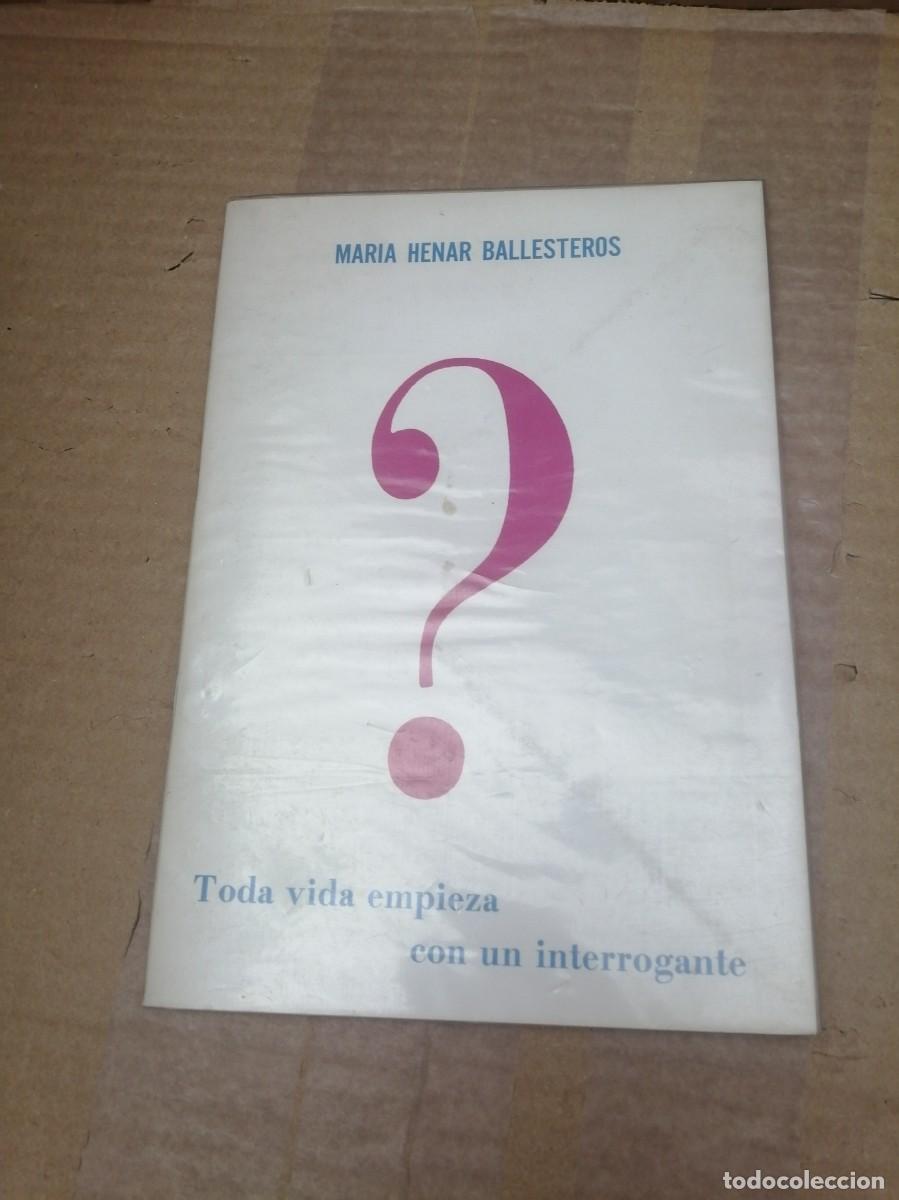 MARIA HENAR BALLESTEROS
?
Toda vida empieza
con un interrogante
todocoleccion